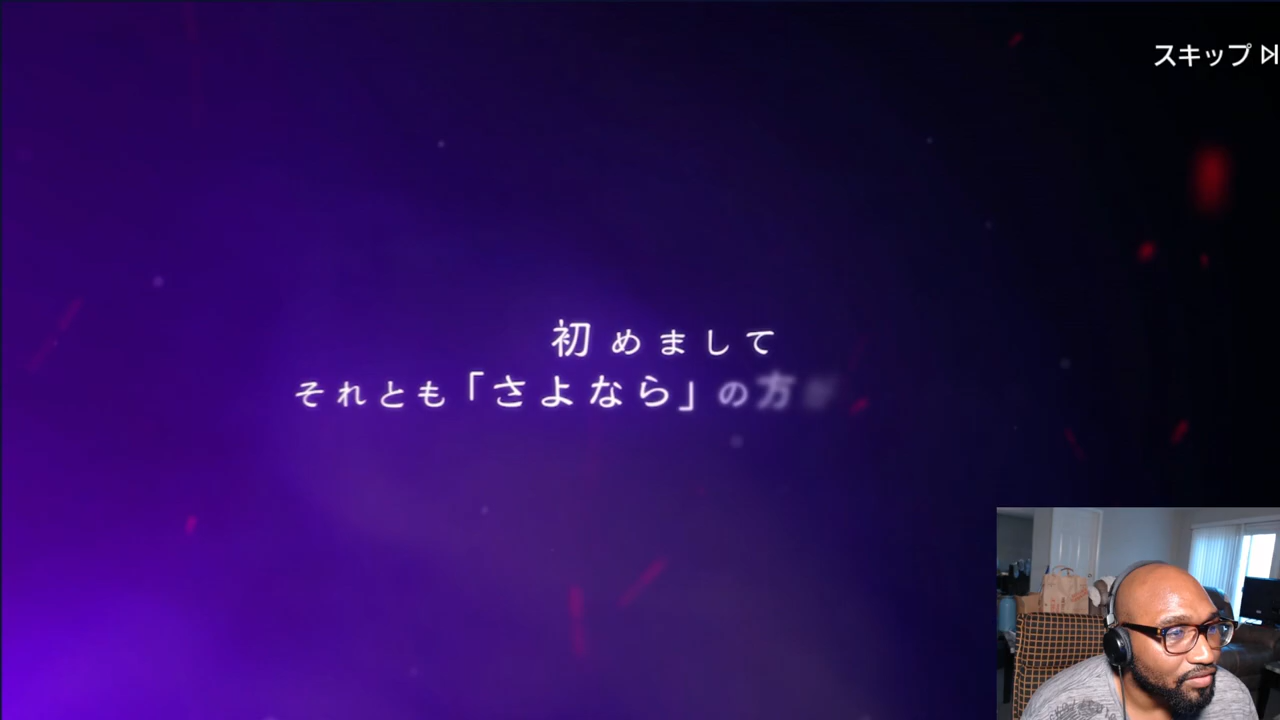 スキップ
初めまして
それとも「さよなら」の方が